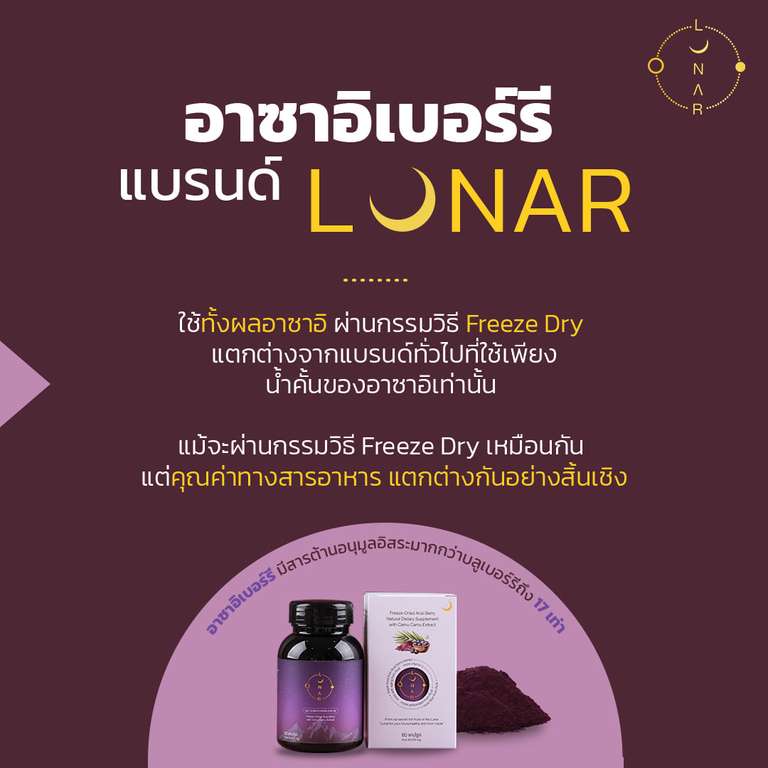 LUNAR
อาซาอิเบอร์รี
แบรนด์ LUNAR
ใช้ทั้งผลอาซาอิ ผ่านกรรมวิธี Freeze Dry
แตกต่างจากแบรนด์ทั่วไปที่ใช้เพียง
น้ำคั้นของอาซาอิเท่านั้น
แม้จะผ่านกรรมวิธี Freeze Dry เหมือนกัน
แต่คุณค่าทางสารอาหาร แตกต่างกันอย่างสิ้นเชิง
อาซาอิเบอร์รี มีสารต้านอนุมูลอิสระมากกว่าบลูเบอร์รีถึง 17 เท่า
Freeze-Dried Acai Berry
Natural Dietary Supplement
with Camu Camu Extract
LUNAR
LUNAR
60 แคปซูล